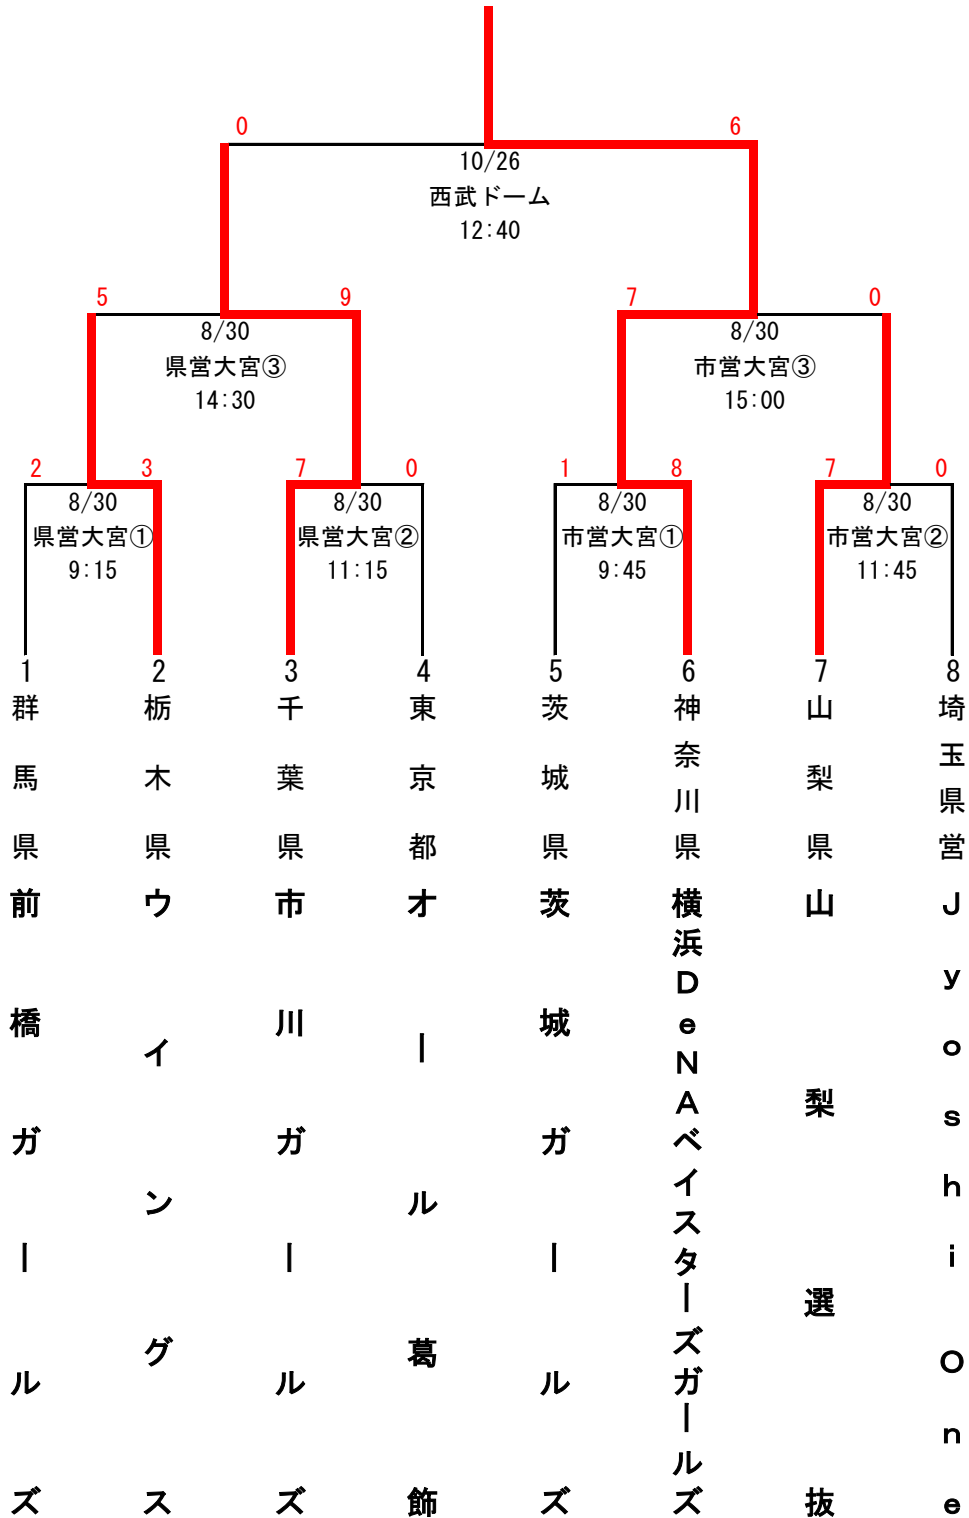 0 6
10/26
西武ドーム
12:40
5 9 7 0
8/30 8/30
県営大宮③ 市営大宮③
14:30 15:00
2 3 7 0 1 8 7 0
8/30 8/30 8/30 8/30
県営大宮① 県営大宮② 市営大宮① 市営大宮②
9:15 11:15 9:45 11:45
1 2 3 4 5 6 7 8
群馬県
前橋ガールズ
栃木県
ウイングス
千葉県
市川ガールズ
東京都
オール葛飾
茨城県
茨城ガールズ
神奈川県
横浜DeNAベイスターズガールズ
山梨県
山梨選抜
埼玉県営
Jyoshi One